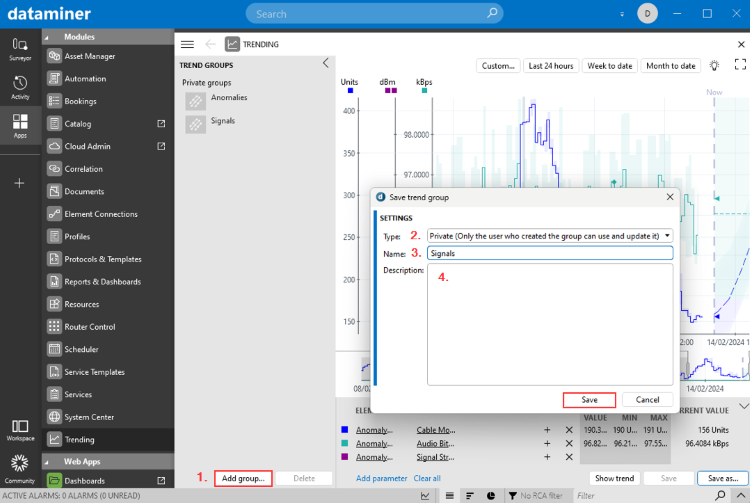 dataminer
Search
D
Surveyor
Activity
Apps
Workspace
Community
Modules
Asset Manager
Automation
Bookings
Catalog
Cloud Admin
Correlation
Documents
Element Connections
Profiles
Protocols & Templates
Reports & Dashboards
Resources
Router Control
Scheduler
Service Templates
Services
System Center
Trending
Web Apps
Dashboards
TRENDING
TREND GROUPS
Private groups
Anomalies
Signals
1. Add group... Delete
Custom... Last 24 hours Week to date Month to date
Units dBm kBps
Now
400
350
300
250
200
150
98.0000
97.0000
Save trend group
SETTINGS
Type: 2. Private (Only the user who created the group can use and update it)
Name: 3. Signals
Description: 4.
Save Cancel
14/02/2024
14/02/2024
VALUE MIN MAX
Anomaly... Cable Mo... + × 190.3... 190 U... 191 U... 156 Units
Anomaly... Audio Bit... + × 96.82... 96.21... 97.55... 96.4084 kBps
Anomaly... Signal Str... + ×
Add parameter Clear all Show trend Save Save as...
ACTIVE ALARMS: 0 ALARMS (0 UNREAD) No RCA filter Filter